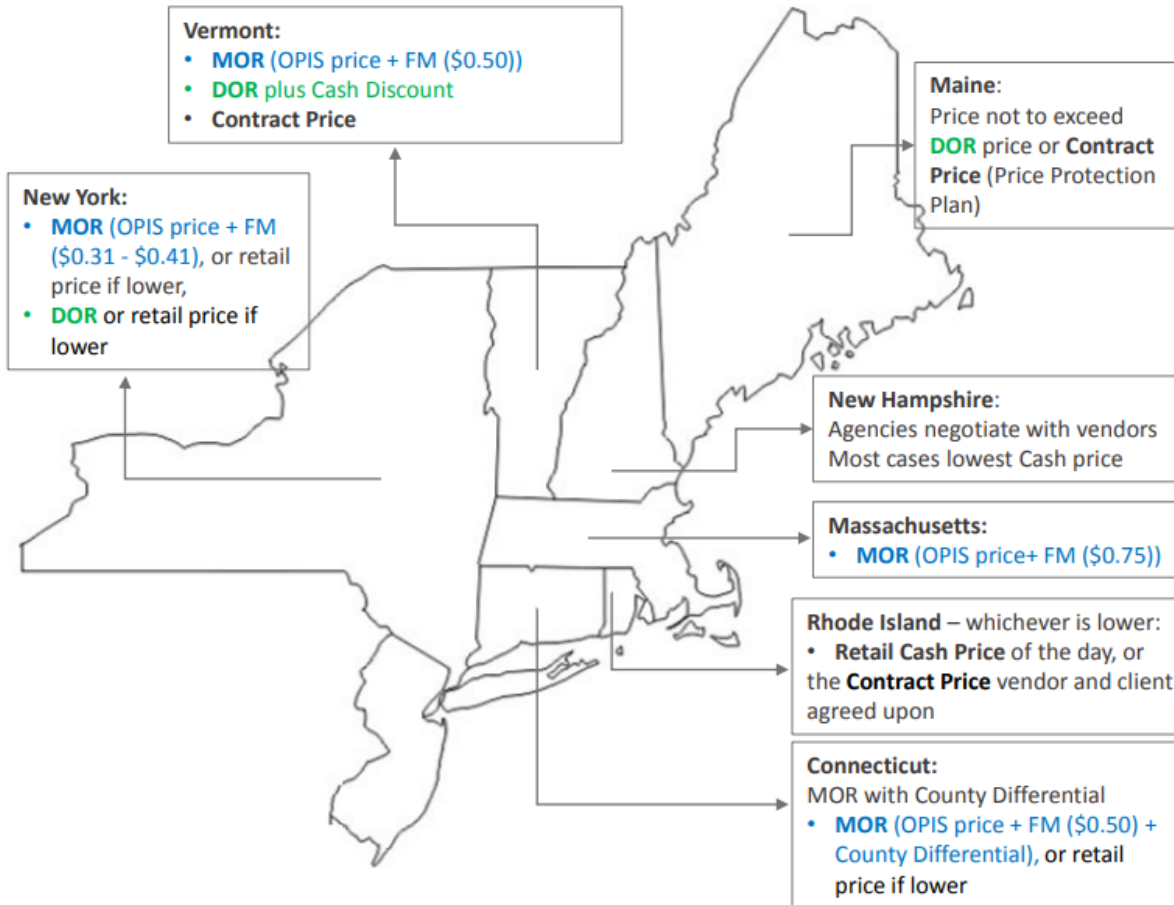 Vermont:
• MOR (OPIS price + FM ($0.50))
• DOR plus Cash Discount
• Contract Price
Maine:
Price not to exceed
DOR price or Contract
Price (Price Protection
Plan)
New York:
• MOR (OPIS price + FM
($0.31 - $0.41), or retail
price if lower,
• DOR or retail price if
lower
New Hampshire:
Agencies negotiate with vendors
Most cases lowest Cash price
Massachusetts:
• MOR (OPIS price+ FM ($0.75))
Rhode Island – whichever is lower:
• Retail Cash Price of the day, or
the Contract Price vendor and client
agreed upon
Connecticut:
MOR with County Differential
• MOR (OPIS price + FM ($0.50) +
County Differential), or retail
price if lower